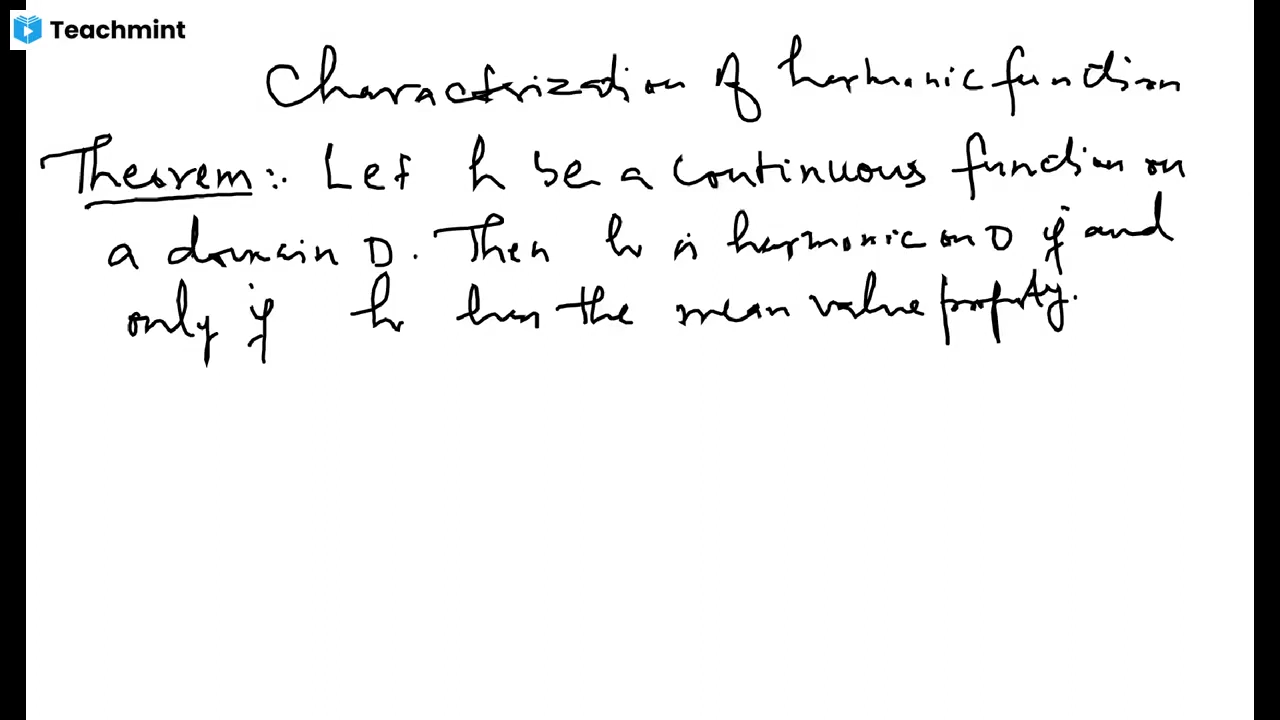 Teachmint
Characterization of harmonic function
Theorem:. Let h be a continuous function on
a domain D. Then h is harmonic on D if and
only if h has the mean value property.